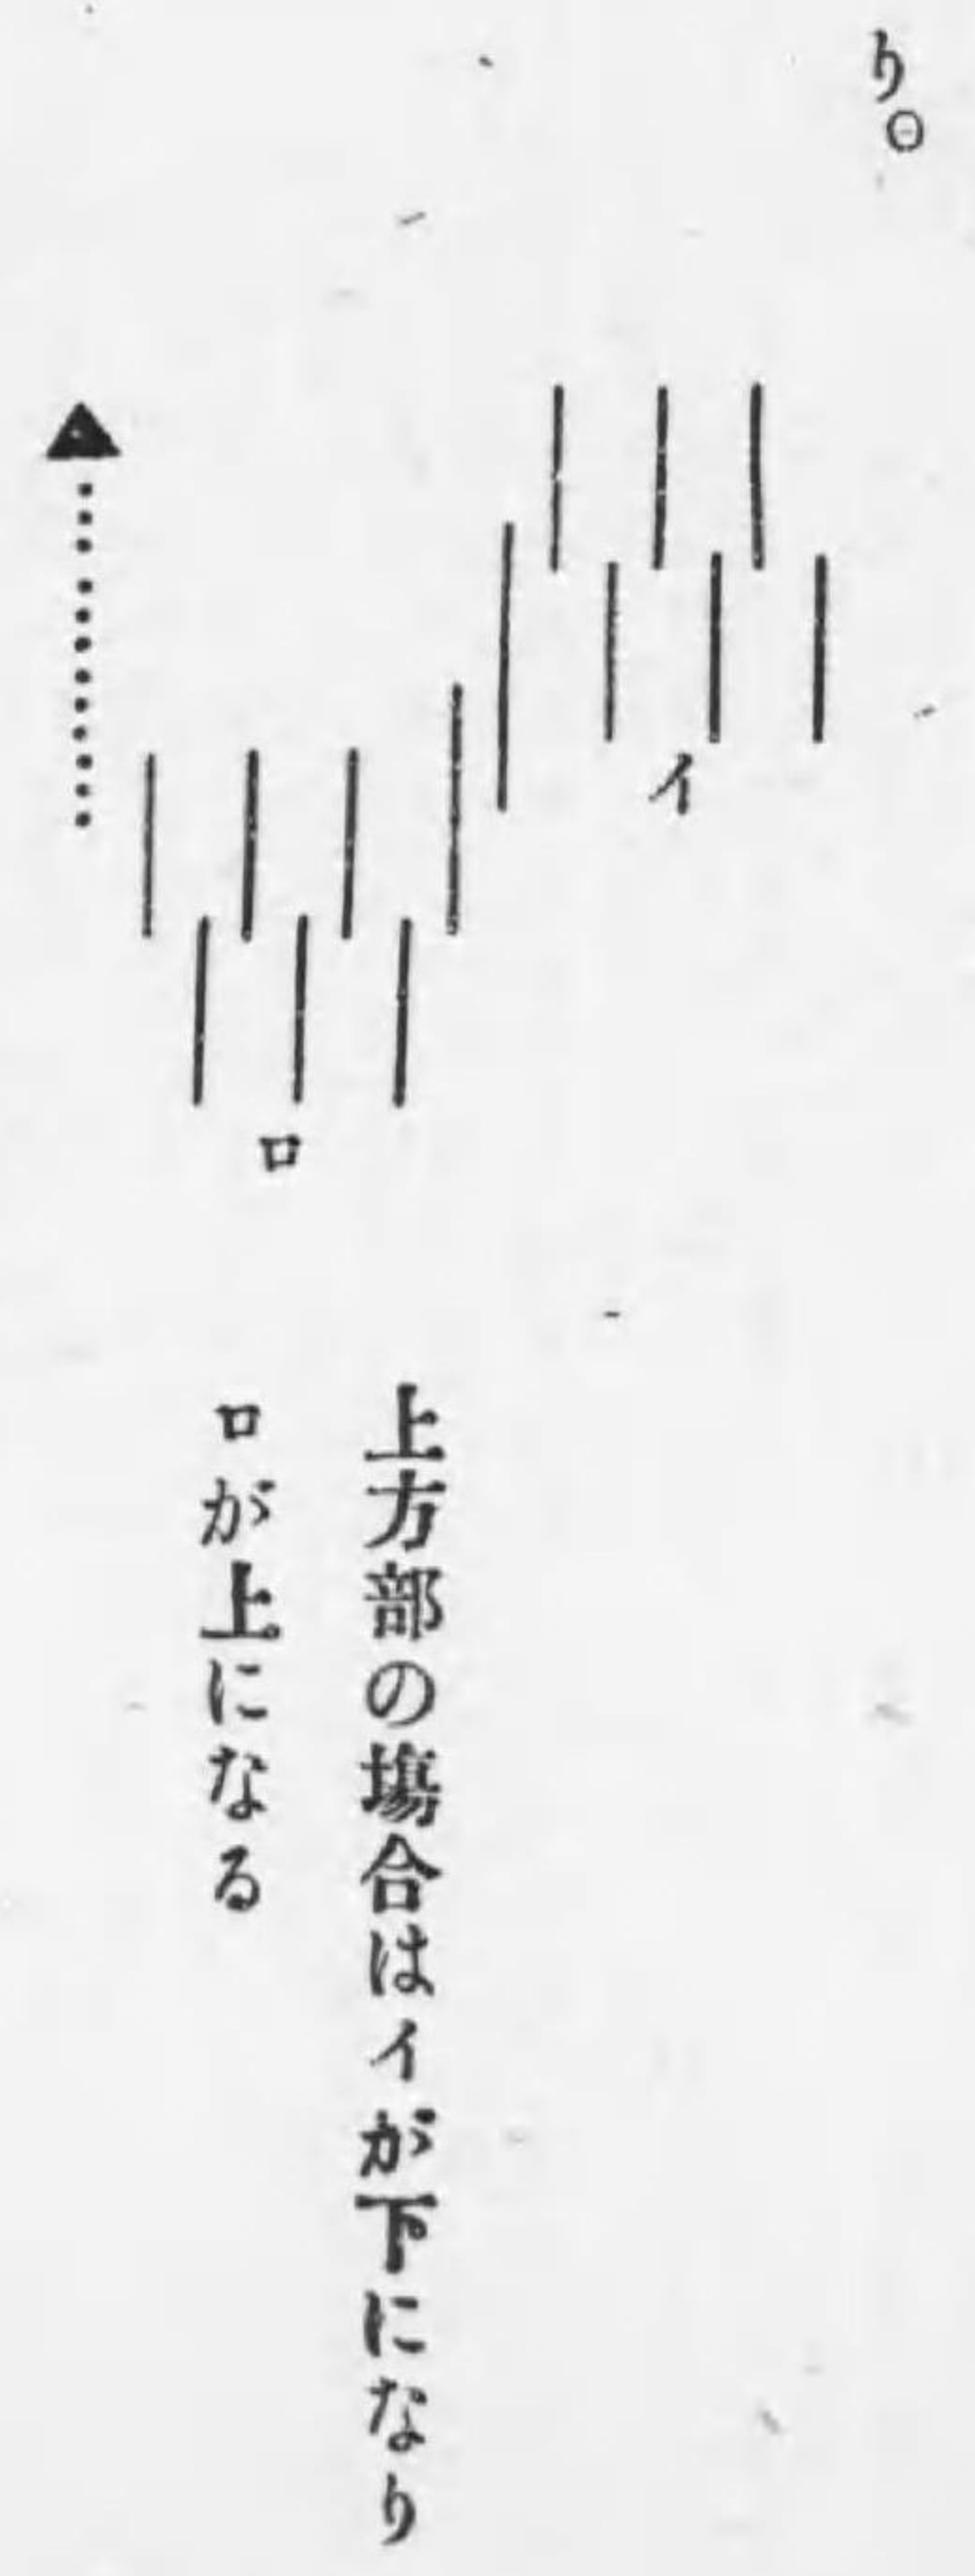 り。
イ
ロ
上方部の塲合はイが下になり
ロが上になる